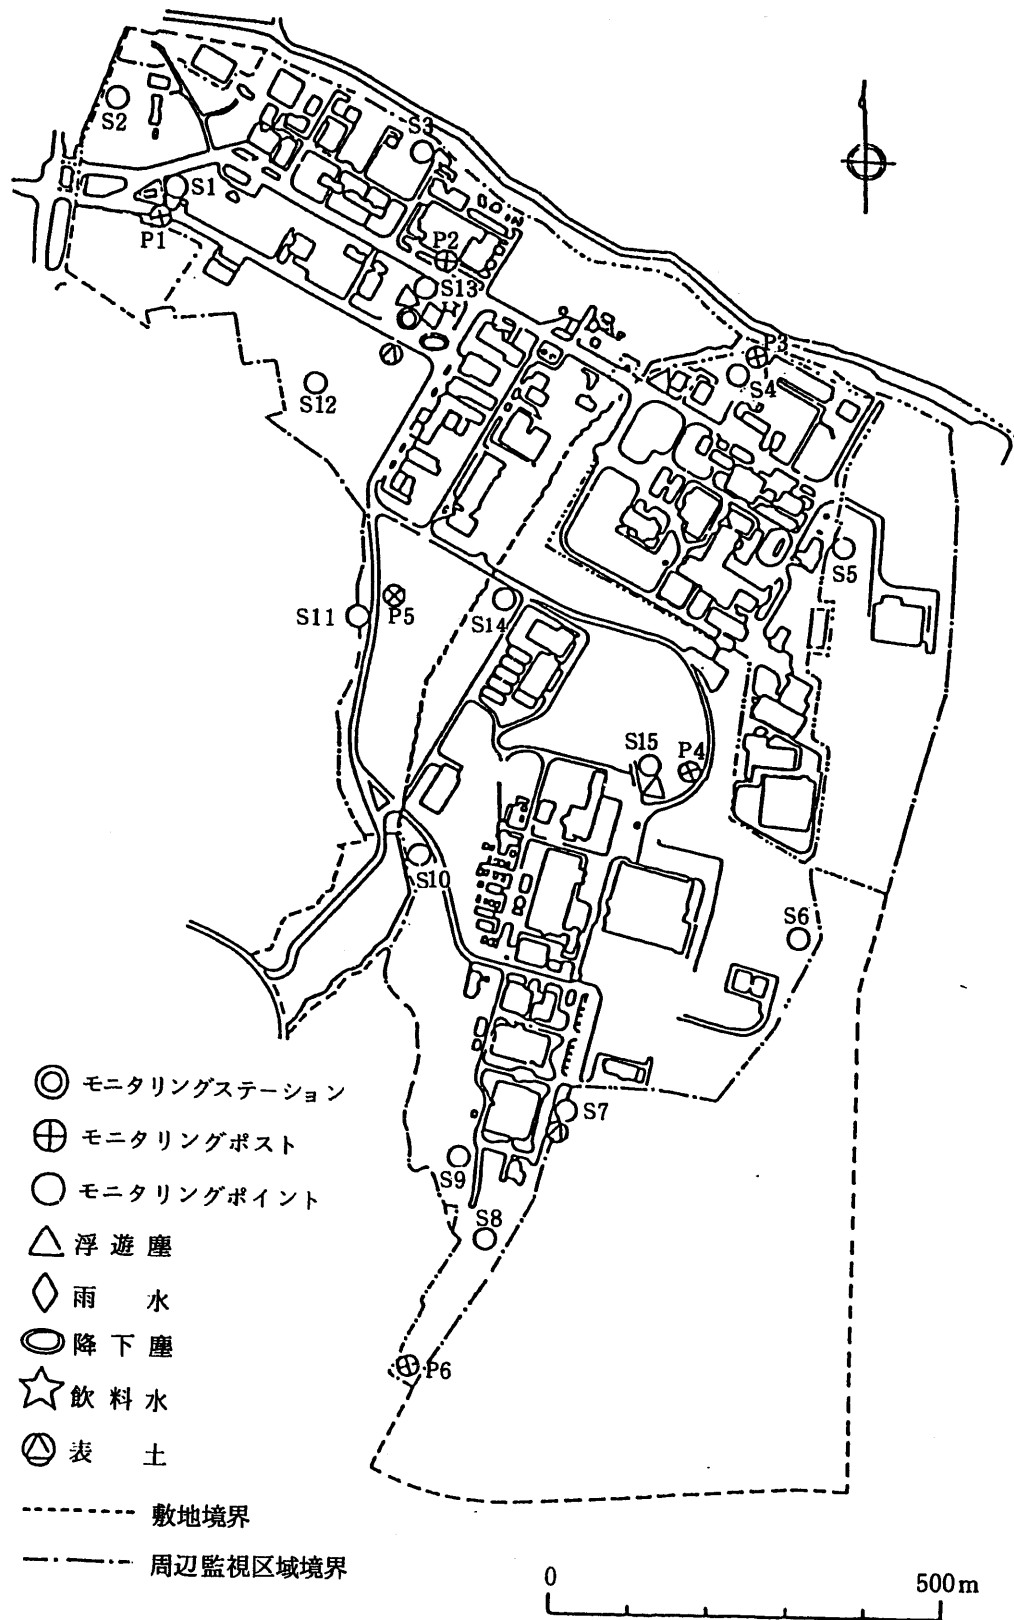 S2
S3
S1
P1
P2
S13
S12
P3
S4
S5
S11
P5
S14
S15
P4
S10
S6
S7
S9
S8
P6
モニタリングステーション
モニタリングポスト
モニタリングポイント
浮遊塵
雨 水
降下塵
飲料水
表 土
敷地境界
周辺監視区域境界
0 500m